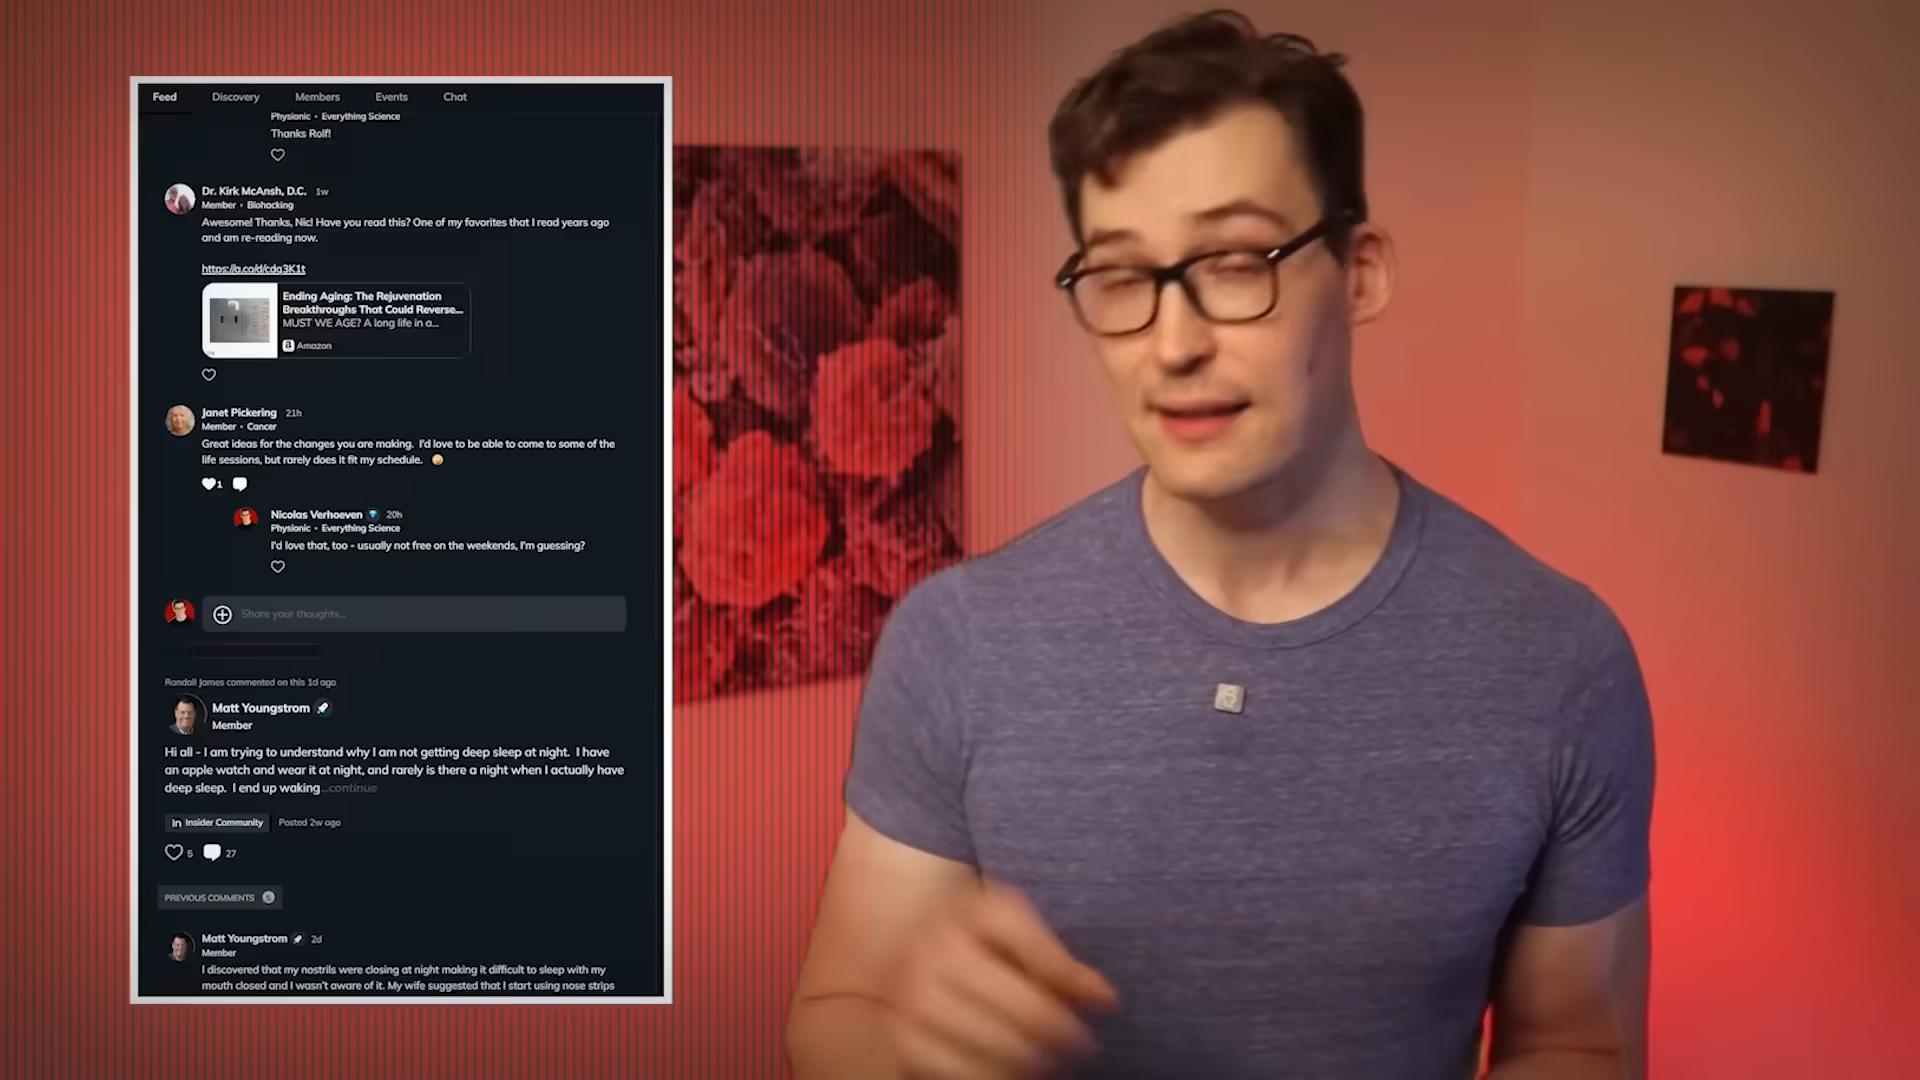 Feed Discovery Members Events Chat
Physionic • Everything Science
Thanks Rolf!
Dr. Kirk McAnsh, D.C. 1w
Member • Biohacking
Awesome! Thanks, Nic! Have you read this? One of my favorites that I read years ago
and am re-reading now.
https://a.co/d/cdq3K1t
Ending Aging: The Rejuvenation
Breakthroughs That Could Reverse...
MUST WE AGE? A long life in a...
a Amazon
Janet Pickering 21h
Member • Cancer
Great ideas for the changes you are making. I'd love to be able to come to some of the
life sessions, but rarely does it fit my schedule.
1
Nicolas Verhoeven 20h
Physionic • Everything Science
I'd love that, too - usually not free on the weekends, I'm guessing?
Share your thoughts...
Randall James commented on this 1d ago
Matt Youngstrom
Member
Hi all - I am trying to understand why I am not getting deep sleep at night. I have
an apple watch and wear it at night, and rarely is there a night when I actually have
deep sleep. I end up waking ...continue
In Insider Community Posted 2w ago
5 27
PREVIOUS COMMENTS
Matt Youngstrom 2d
Member
I discovered that my nostrils were closing at night making it difficult to sleep with my
mouth closed and I wasn't aware of it. My wife suggested that I start using nose strips